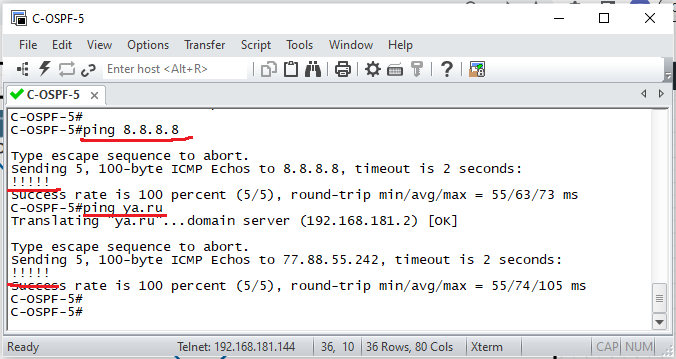 C-OSPF-5
File Edit View Options Transfer Script Tools Window Help
Enter host <Alt+R>
C-OSPF-5
C-OSPF-5#
C-OSPF-5#ping 8.8.8.8
Type escape sequence to abort.
Sending 5, 100-byte ICMP Echos to 8.8.8.8, timeout is 2 seconds:
!!!!!
Success rate is 100 percent (5/5), round-trip min/avg/max = 55/63/73 ms
C-OSPF-5#ping ya.ru
Translating "ya.ru"...domain server (192.168.181.2) [OK]
Type escape sequence to abort.
Sending 5, 100-byte ICMP Echos to 77.88.55.242, timeout is 2 seconds:
!!!!!
Success rate is 100 percent (5/5), round-trip min/avg/max = 55/74/105 ms
C-OSPF-5#
C-OSPF-5#
Ready Telnet: 192.168.181.144 36, 10 36 Rows, 80 Cols Xterm CAP NUM